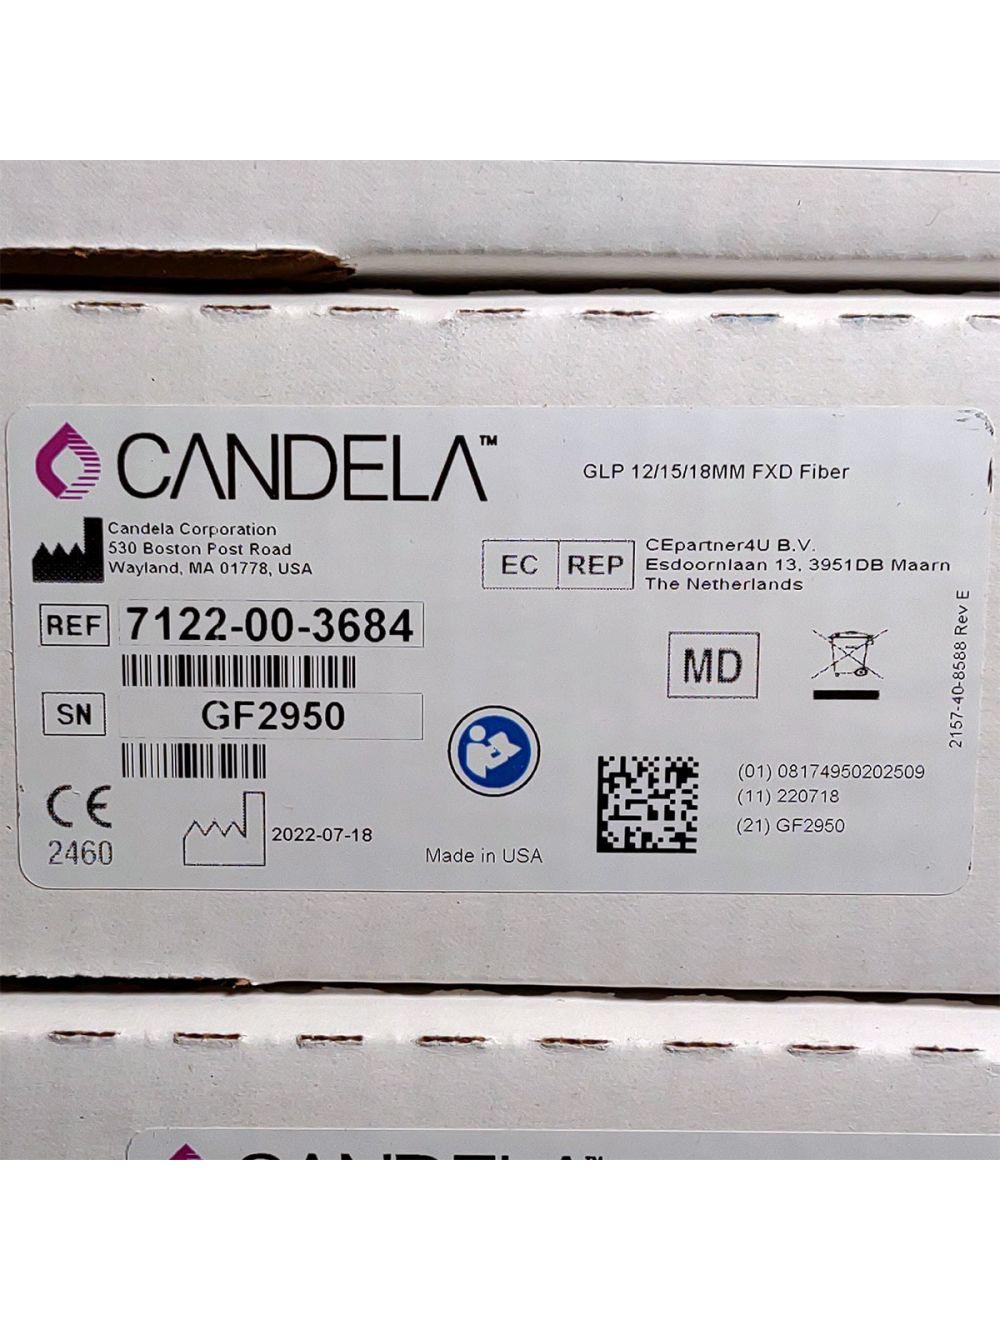 CANDELA™
GLP 12/15/18MM FXD Fiber
Candela Corporation
530 Boston Post Road
Wayland, MA 01778, USA
EC REP
CEpartner4U B.V.
Esdoornlaan 13, 3951DB Maarn
The Netherlands
REF 7122-00-3684
SN GF2950
MD
2157-40-8588 Rev E
CE
2460
2022-07-18
Made in USA
(01) 08174950202509
(11) 220718
(21) GF2950
CANDELA™